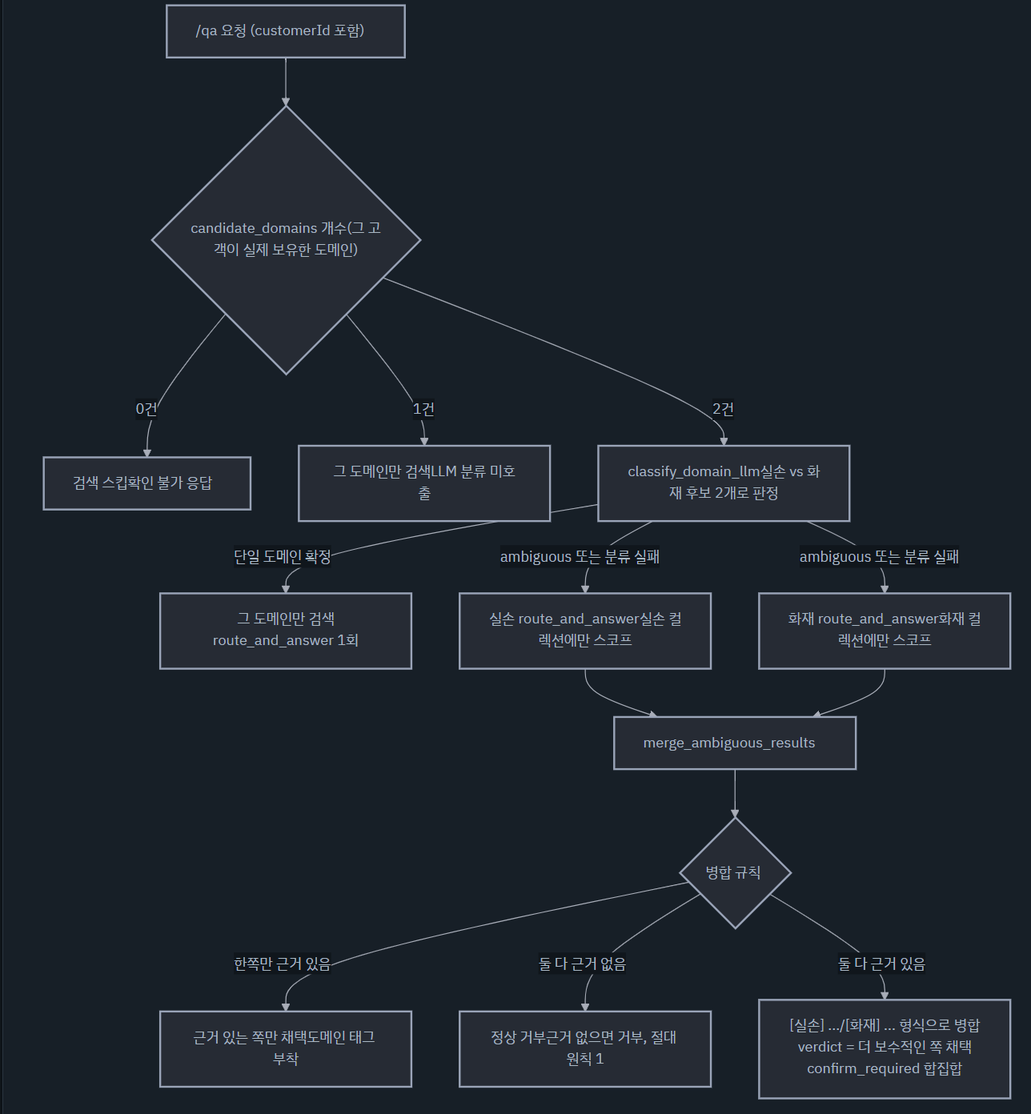 /qa 요청 (customerId 포함)
candidate_domains 개수(그 고
객이 실제 보유한 도메인)
0건
1건
2건
검색 스킵확인 불가 응답
그 도메인만 검색LLM 분류 미호
출
classify_domain_llm실손 vs 화
재 후보 2개로 판정
단일 도메인 확정
ambiguous 또는 분류 실패
ambiguous 또는 분류 실패
그 도메인만 검색
route_and_answer 1회
실손 route_and_answer실손 컬
렉션에만 스코프
화재 route_and_answer화재 컬
렉션에만 스코프
merge_ambiguous_results
병합 규칙
한쪽만 근거 있음
둘 다 근거 없음
둘 다 근거 있음
근거 있는 쪽만 채택도메인 태그
부착
정상 거부근거 없으면 거부, 절대
원칙 1
[실손] .../[화재] ... 형식으로 병합
verdict = 더 보수적인 쪽 채택
confirm_required 합집합